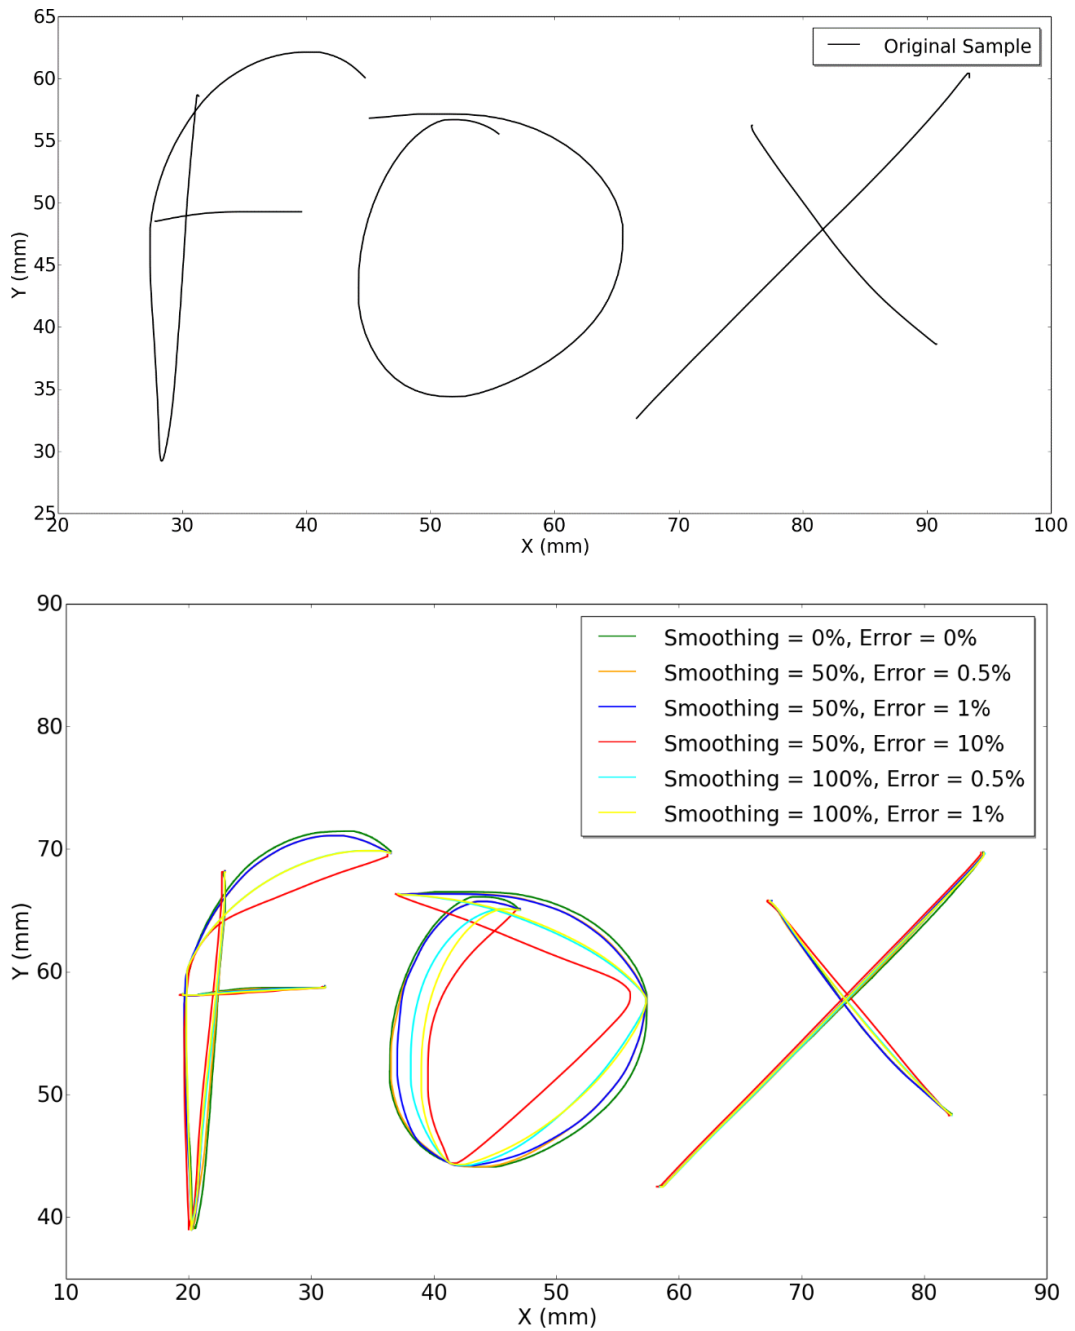 65
60
55
50
45
40
35
30
25
Y (mm)
Original Sample
fox
20 30 40 50 60 70 80 90 100
X (mm)
90
80
70
60
50
40
Y (mm)
Smoothing = 0%, Error = 0%
Smoothing = 50%, Error = 0.5%
Smoothing = 50%, Error = 1%
Smoothing = 50%, Error = 10%
Smoothing = 100%, Error = 0.5%
Smoothing = 100%, Error = 1%
fox
10 20 30 40 50 60 70 80 90
X (mm)